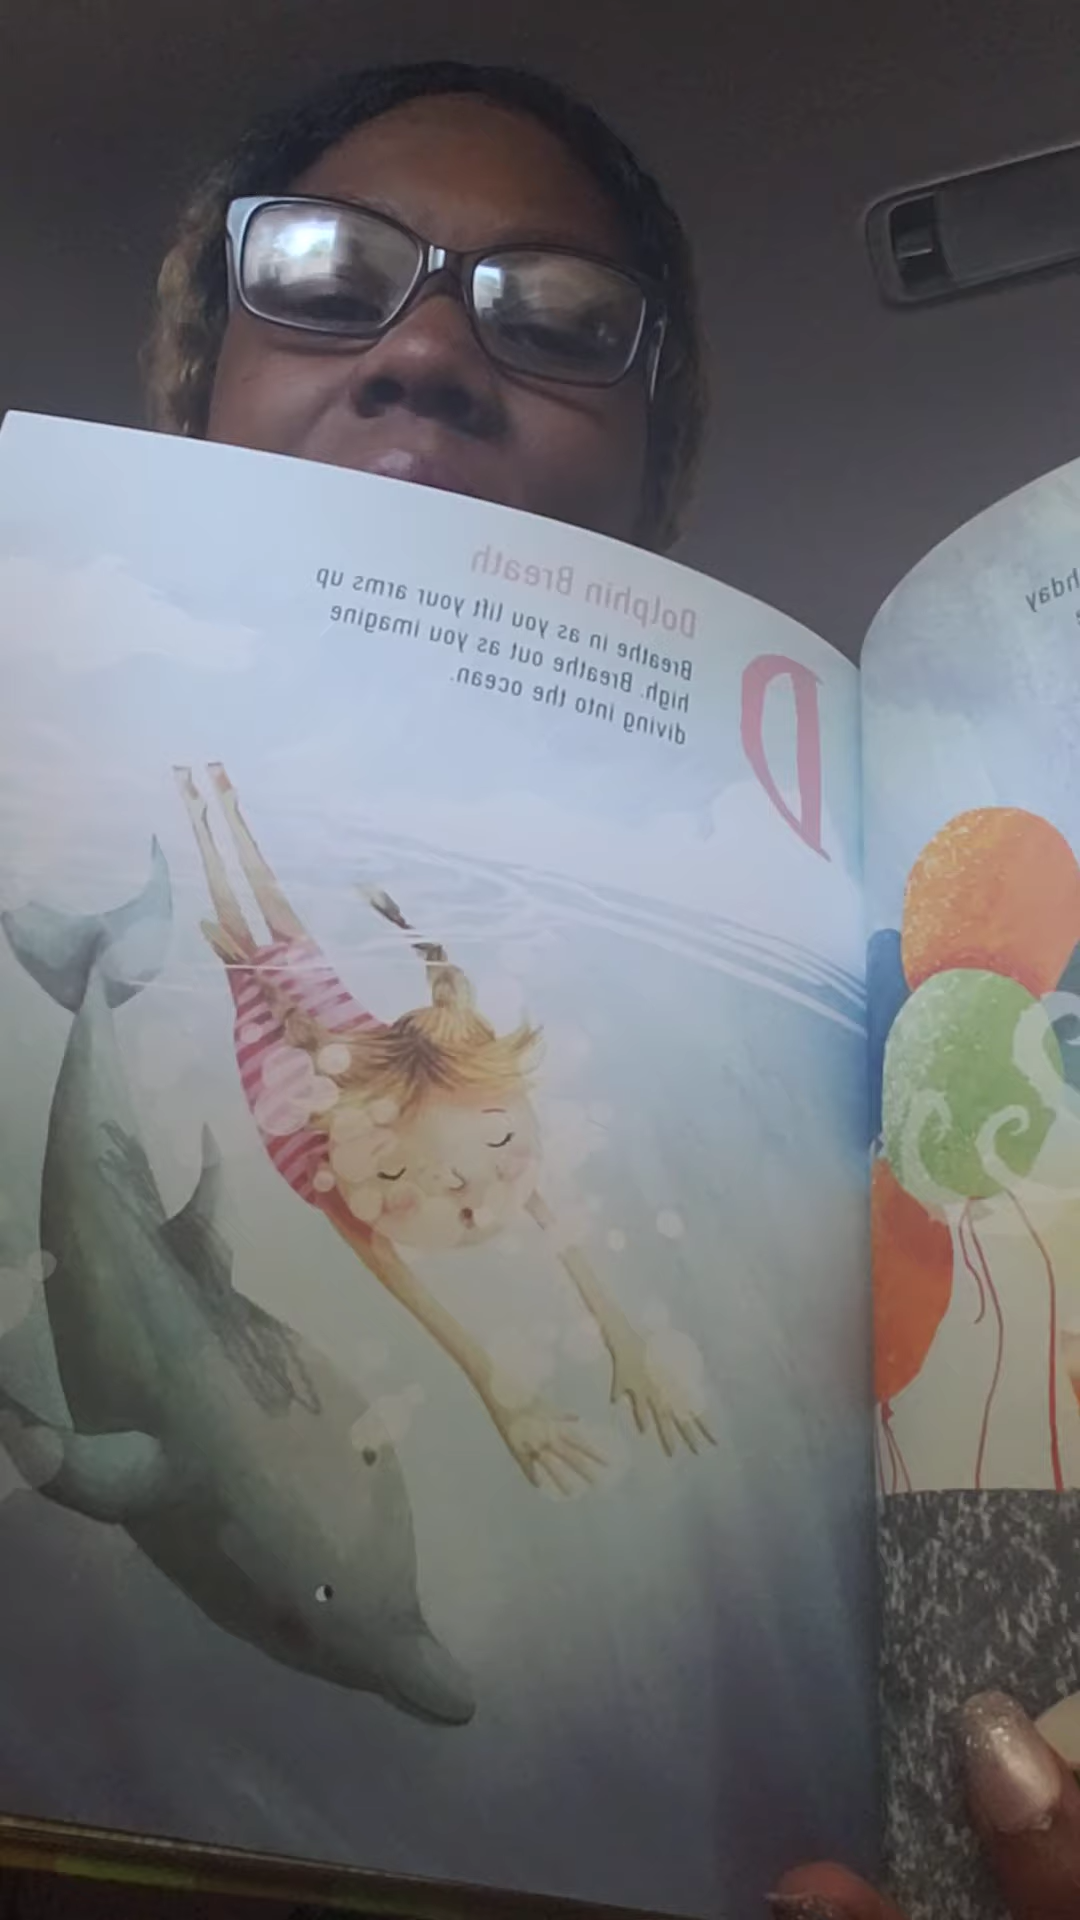 D
Dolphin Breath
Breathe in as you lift your arms up
high. Breathe out as you imagine
diving into the ocean.